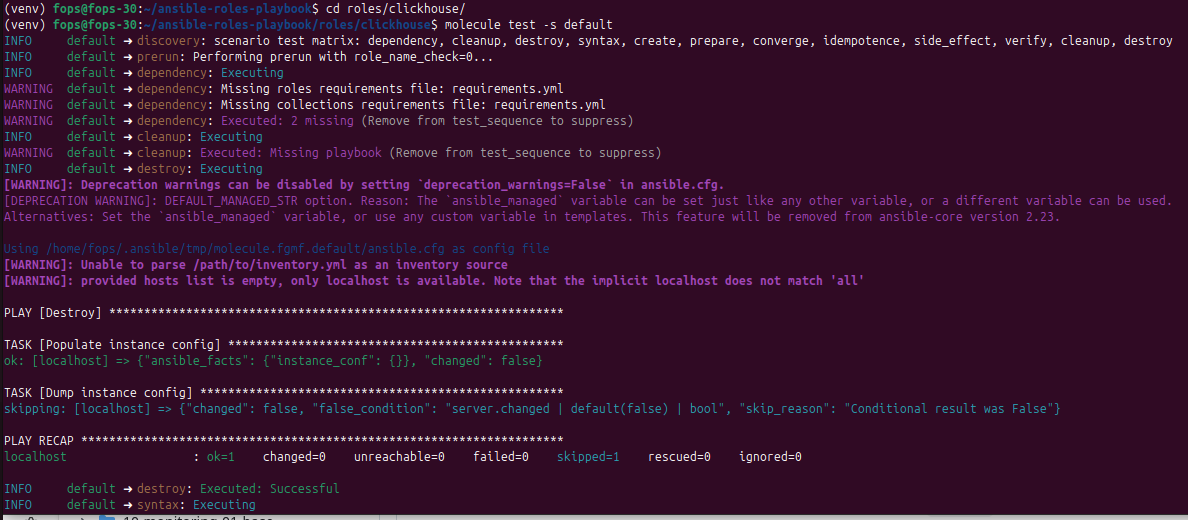 (venv) fops@fops-30:~/ansible-roles-playbook$ cd roles/clickhouse/
(venv) fops@fops-30:~/ansible-roles-playbook/roles/clickhouse$ molecule test -s default
INFO     default ➜ discovery: scenario test matrix: dependency, cleanup, destroy, syntax, create, prepare, converge, idempotence, side_effect, verify, cleanup, destroy
INFO     default ➜ prerun: Performing prerun with role_name_check=0...
INFO     default ➜ dependency: Executing
WARNING  default ➜ dependency: Missing roles requirements file: requirements.yml
WARNING  default ➜ dependency: Missing collections requirements file: requirements.yml
WARNING  default ➜ dependency: Executed: 2 missing (Remove from test_sequence to suppress)
INFO     default ➜ cleanup: Executing
WARNING  default ➜ cleanup: Executed: Missing playbook (Remove from test_sequence to suppress)
INFO     default ➜ destroy: Executing
[WARNING]: Deprecation warnings can be disabled by setting `deprecation_warnings=False` in ansible.cfg.
[DEPRECATION WARNING]: DEFAULT_MANAGED_STR option. Reason: The `ansible_managed` variable can be set just like any other variable, or a different variable can be used.
Alternatives: Set the `ansible_managed` variable, or use any custom variable in templates. This feature will be removed from ansible-core version 2.23.
Using /home/fops/.ansible/tmp/molecule.fgmf.default/ansible.cfg as config file
[WARNING]: Unable to parse /path/to/inventory.yml as an inventory source
[WARNING]: provided hosts list is empty, only localhost is available. Note that the implicit localhost does not match 'all'
PLAY [Destroy] *****************************************************************
TASK [Populate instance config] ************************************************
ok: [localhost] => {"ansible_facts": {"instance_conf": {}}, "changed": false}
TASK [Dump instance config] ****************************************************
skipping: [localhost] => {"changed": false, "false_condition": "server.changed | default(false) | bool", "skip_reason": "Conditional result was False"}
PLAY RECAP *********************************************************************
localhost                  : ok=1    changed=0    unreachable=0    failed=0    skipped=1    rescued=0    ignored=0
INFO     default ➜ destroy: Executed: Successful
INFO     default ➜ syntax: Executing